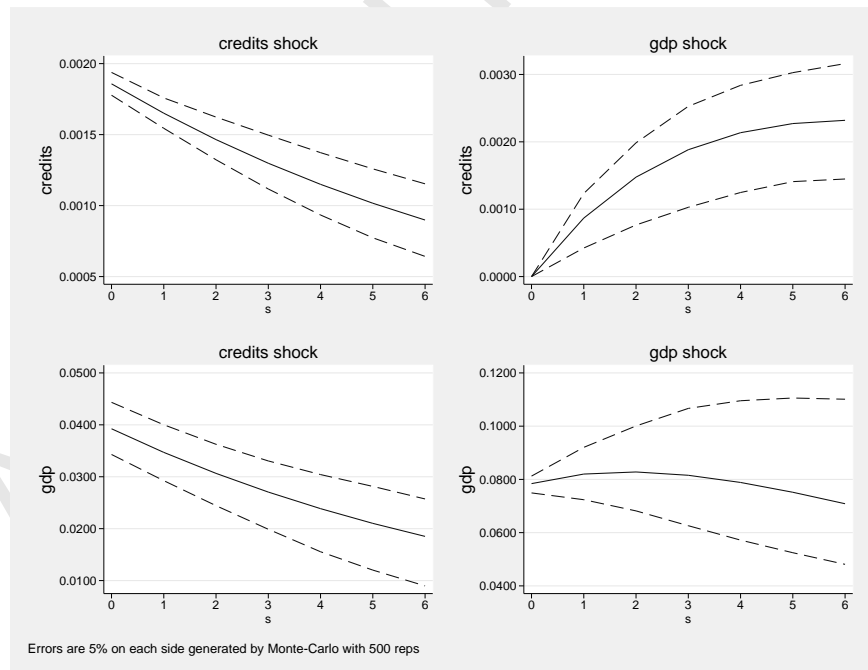 credits shock
credits
0.0020
0.0015
0.0010
0.0005
0 1 2 3 4 5 6
s
gdp shock
credits
0.0030
0.0020
0.0010
0.0000
0 1 2 3 4 5 6
s
credits shock
gdp
0.0500
0.0400
0.0300
0.0200
0.0100
0 1 2 3 4 5 6
s
gdp shock
gdp
0.1200
0.1000
0.0800
0.0600
0.0400
0 1 2 3 4 5 6
s
Errors are 5% on each side generated by Monte-Carlo with 500 reps